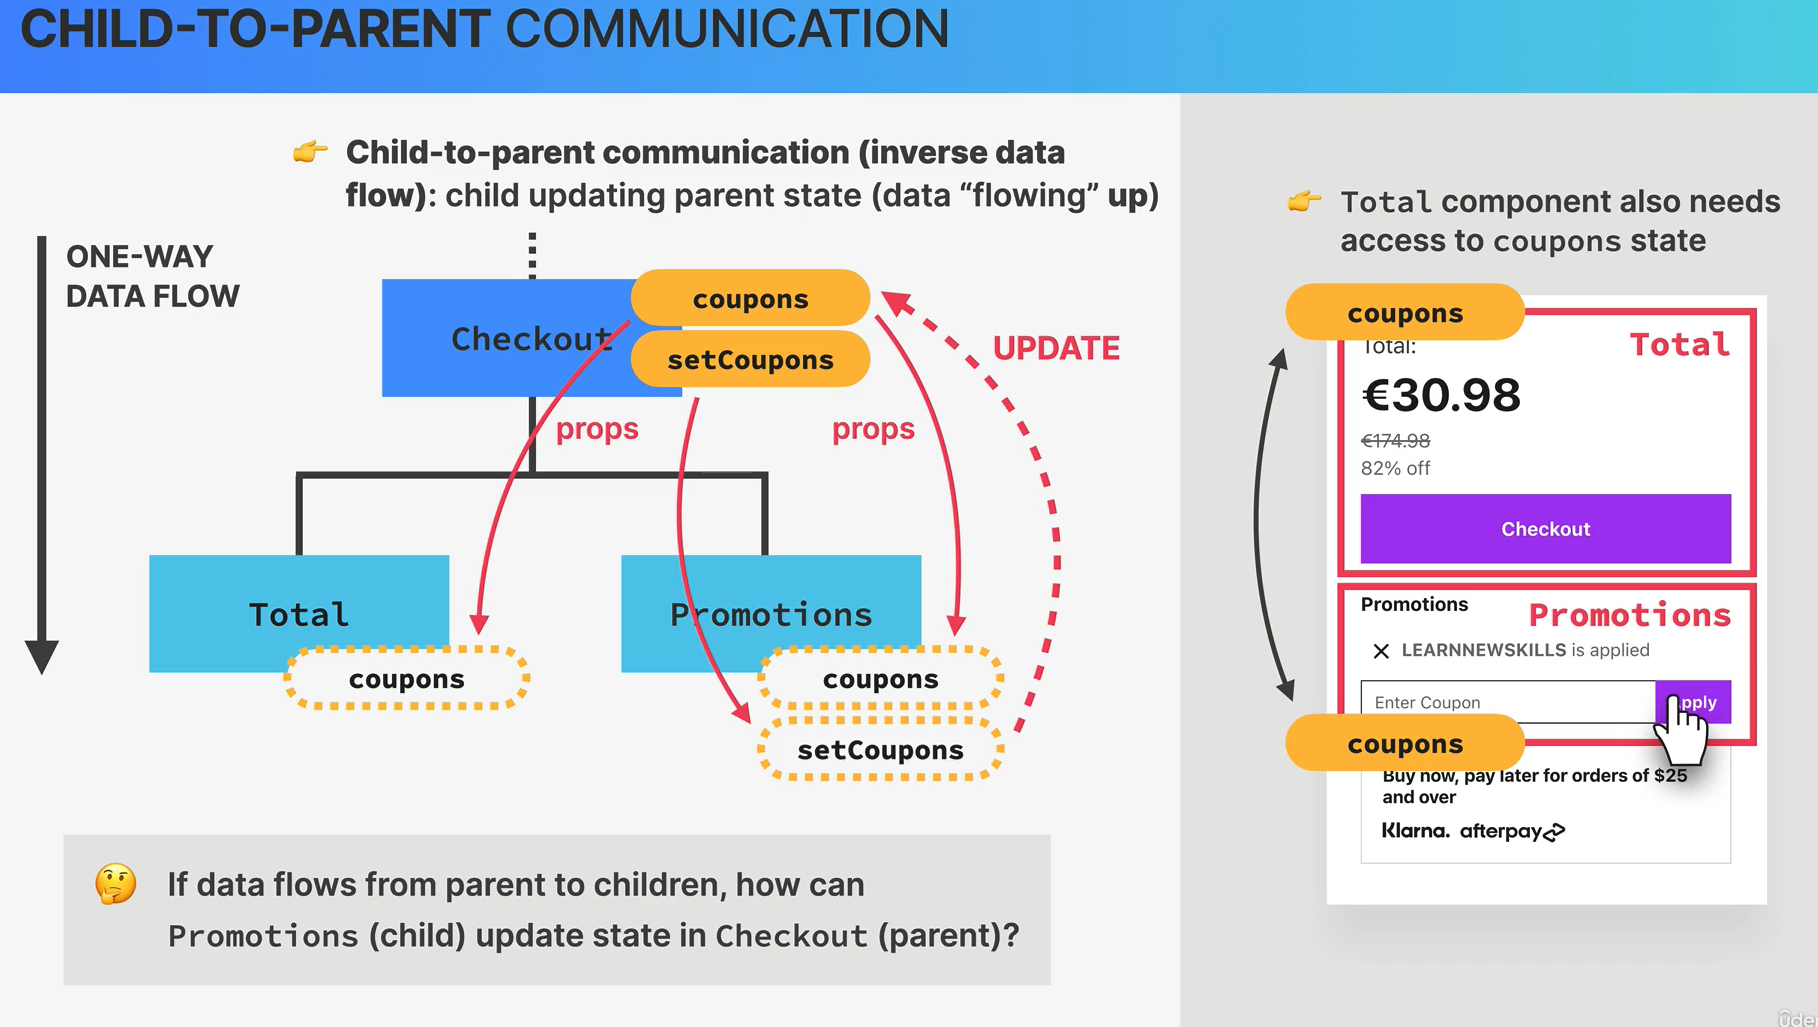 CHILD-TO-PARENT COMMUNICATION
Child-to-parent communication (inverse data
flow): child updating parent state (data “flowing” up)
ONE-WAY
DATA FLOW
Checkout
coupons
setCoupons
UPDATE
props
props
Total
coupons
Promotions
coupons
setCoupons
If data flows from parent to children, how can
Promotions (child) update state in Checkout (parent)?
Total component also needs
access to coupons state
coupons
Total:
Total
€30.98
€174.98
82% off
Checkout
Promotions
Promotions
LEARNNEWSKILLS is applied
Enter Coupon
coupons
Buy now, pay later for orders of $25
and over
Klarna. afterpay